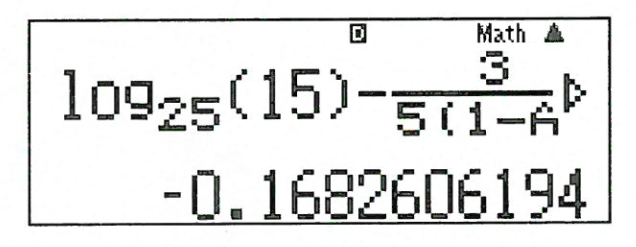 D Math ▲
log₂₅(15)-3/5(1-A
-0.1682606194